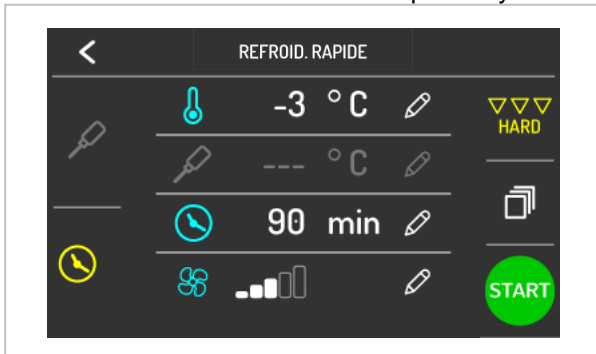 REFROID. RAPIDE
-3 °C
HARD
--- °C
90 min
START